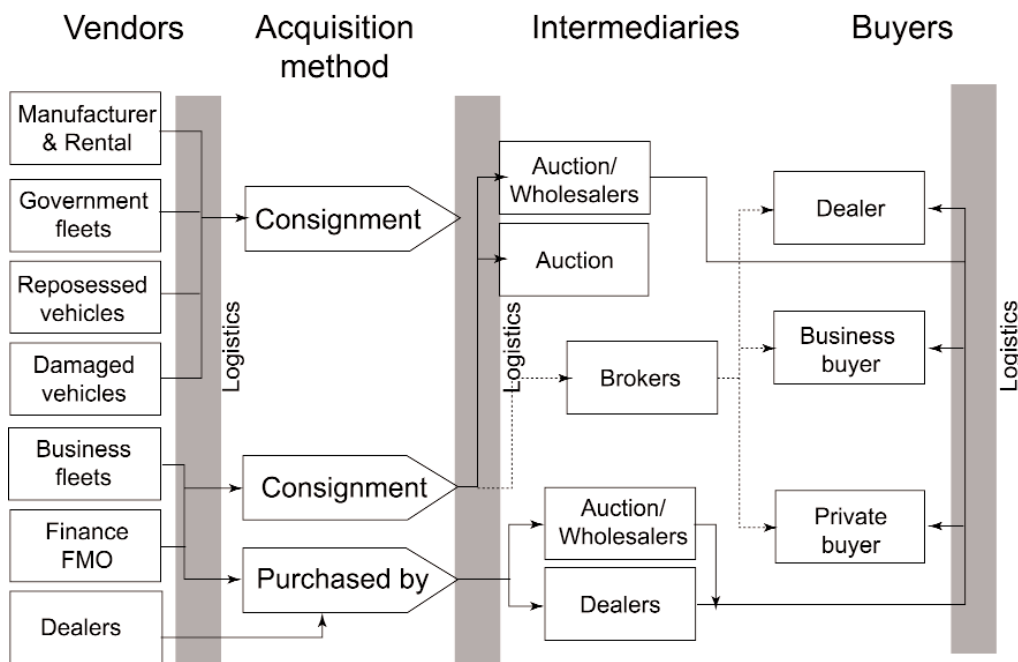 Vendors
Acquisition
method
Intermediaries
Buyers
Manufacturer
& Rental
Government
fleets
Reposessed
vehicles
Damaged
vehicles
Business
fleets
Finance
FMO
Dealers
Logistics
Consignment
Consignment
Purchased by
Logistics
Auction/
Wholesalers
Auction
Brokers
Auction/
Wholesalers
Dealers
Dealer
Business
buyer
Private
buyer
Logistics